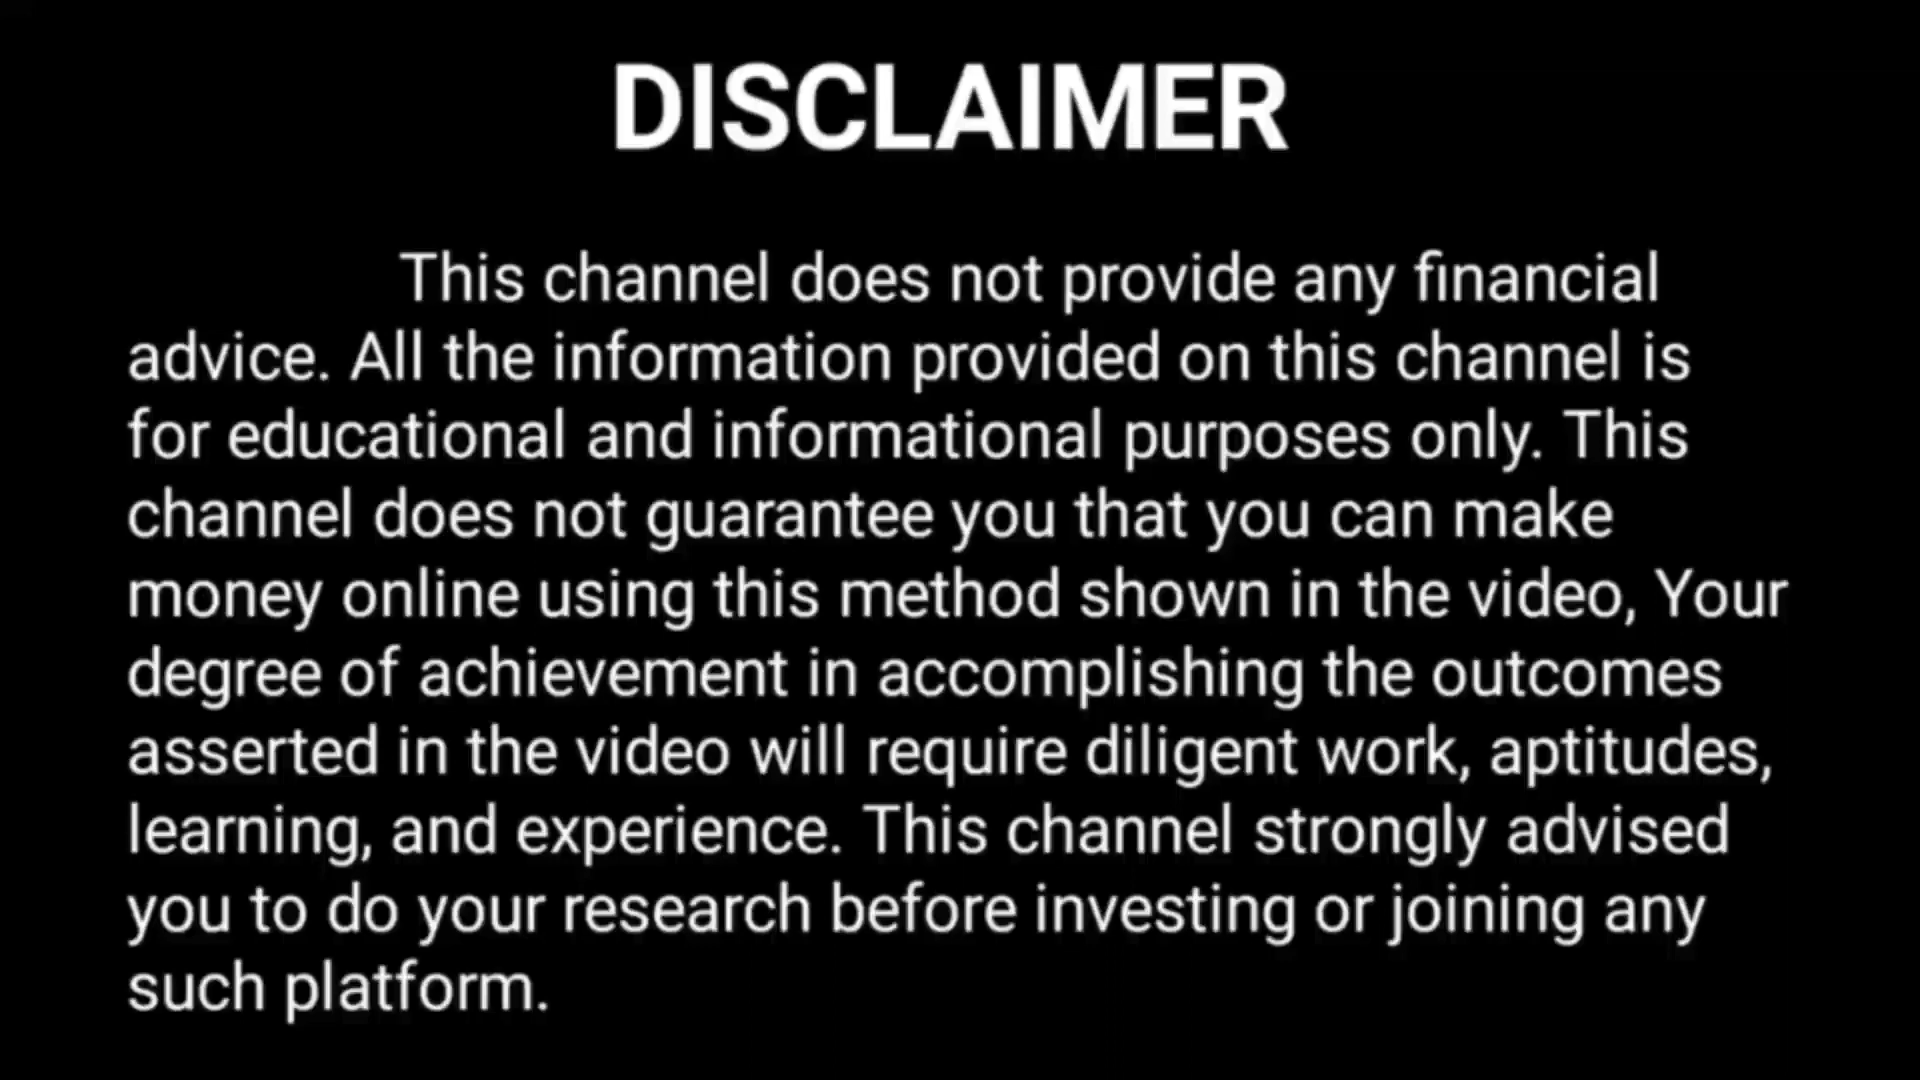 DISCLAIMER
This channel does not provide any financial
advice. All the information provided on this channel is
for educational and informational purposes only. This
channel does not guarantee you that you can make
money online using this method shown in the video, Your
degree of achievement in accomplishing the outcomes
asserted in the video will require diligent work, aptitudes,
learning, and experience. This channel strongly advised
you to do your research before investing or joining any
such platform.